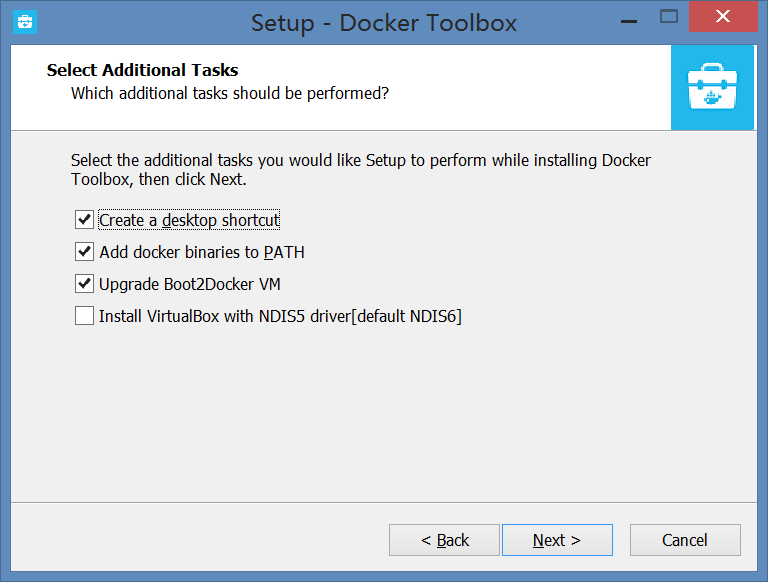 Setup - Docker Toolbox
Select Additional Tasks
Which additional tasks should be performed?
Select the additional tasks you would like Setup to perform while installing Docker
Toolbox, then click Next.
Create a desktop shortcut
Add docker binaries to PATH
Upgrade Boot2Docker VM
Install VirtualBox with NDIS5 driver[default NDIS6]
< Back
Next >
Cancel